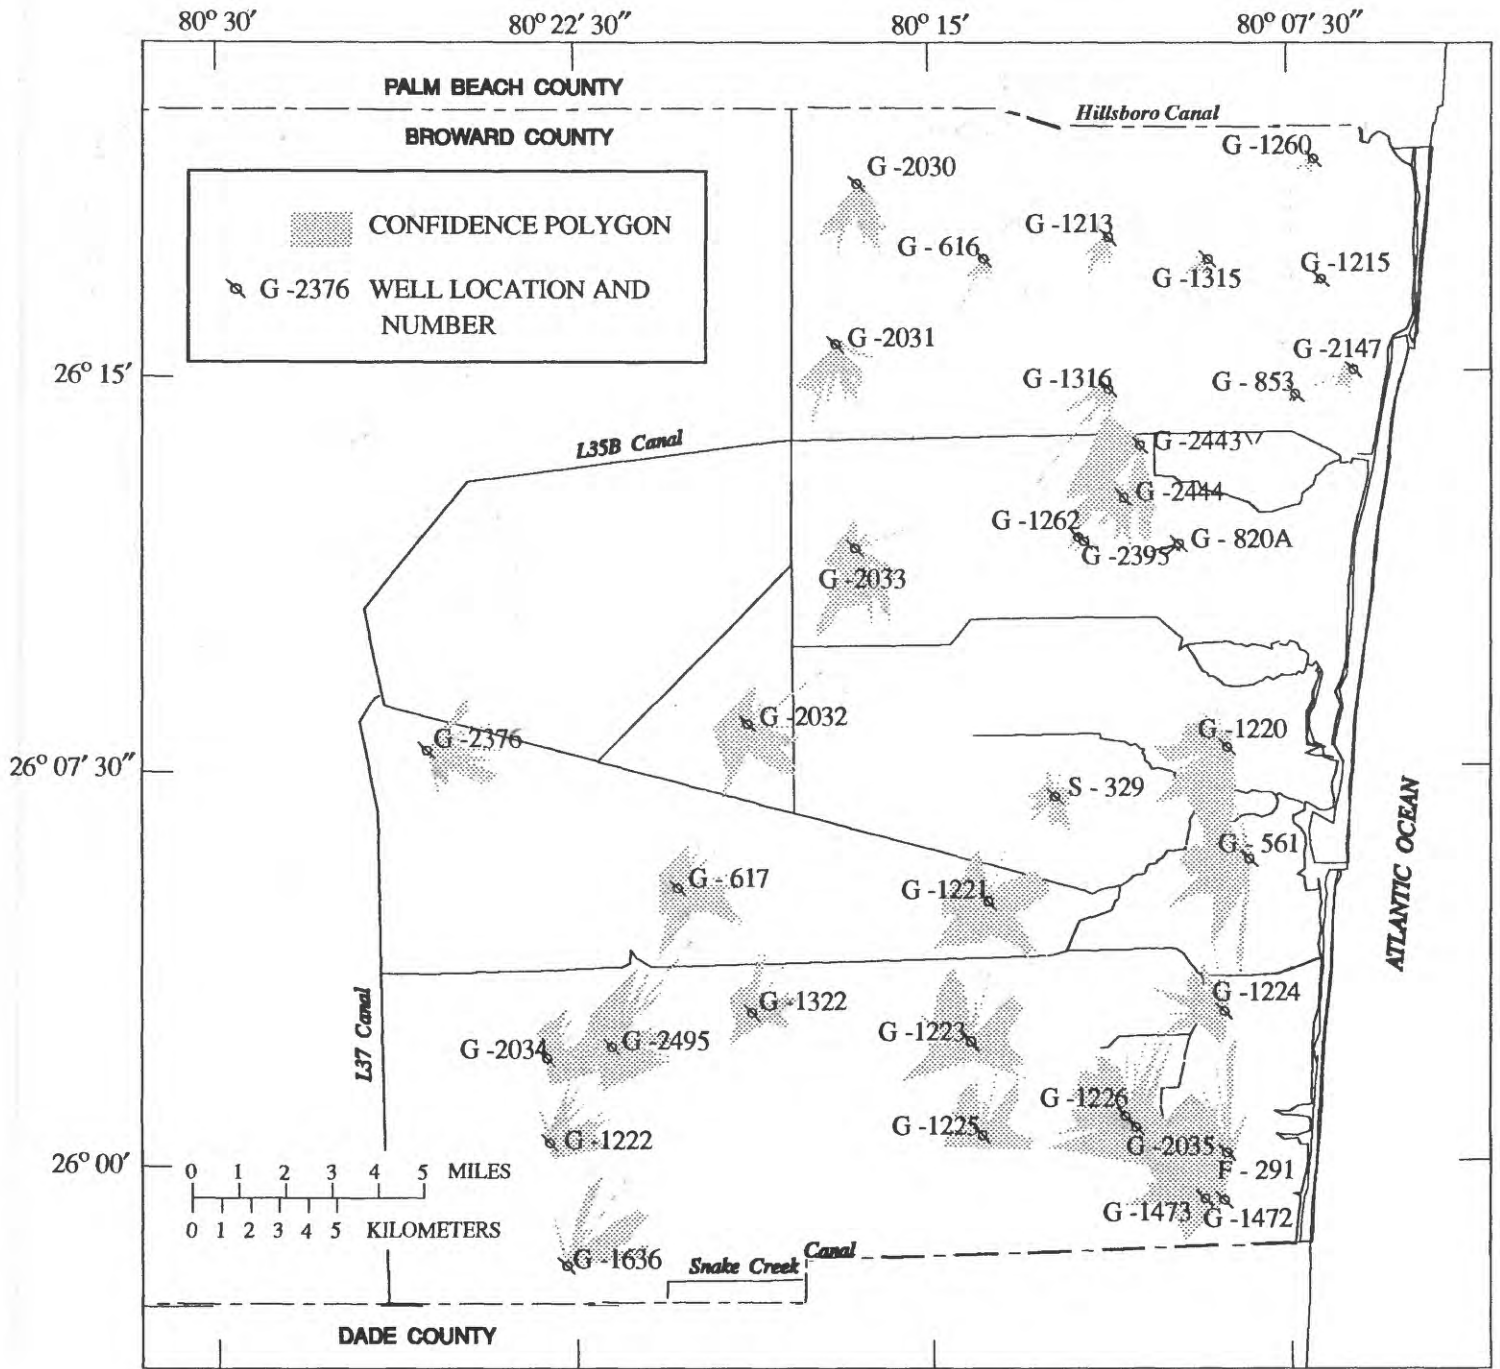 80° 30′ 80° 22′ 30″ 80° 15′ 80° 07′ 30″
PALM BEACH COUNTY
Hillsboro Canal
BROWARD COUNTY
G -1260
G -2030
CONFIDENCE POLYGON
G -1213
G - 616
G -1315
G -1215
G -2376 WELL LOCATION AND
NUMBER
G -2031
G -2147
26° 15′
G -1316
G - 853
L35B Canal
G -2443
G -2444
G -1262
G -2395
G - 820A
G -2033
G -2032
G -2376
G -1220
26° 07′ 30″
S - 329
G - 561
G - 617
G -1221
ATLANTIC OCEAN
G -1224
G -1322
L37 Canal
G -2034
G -2495
G -1223
G -1226
G -1225
G -1222
G -2035
F - 291
26° 00′
0 1 2 3 4 5 MILES
0 1 2 3 4 5 KILOMETERS
G -1473
G -1472
G -1636
Snake Creek
Canal
DADE COUNTY